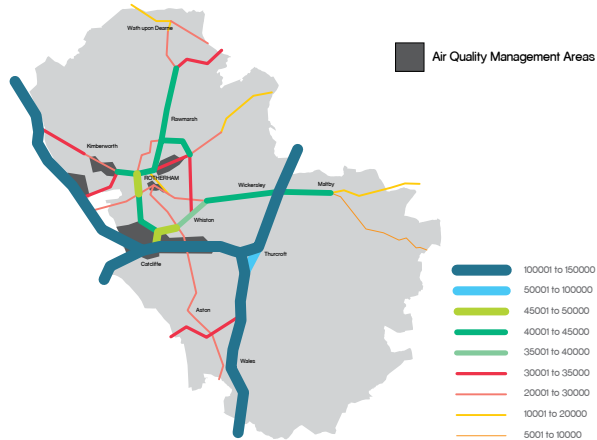 Wath upon Dearne
Air Quality Management Areas
Rawmarsh
Kimberworth
ROTHERHAM
Wickersley
Maltby
Whiston
Thurcroft
Catcliffe
Aston
Wales
100001 to 150000
50001 to 100000
45001 to 50000
40001 to 45000
35001 to 40000
30001 to 35000
20001 to 30000
10001 to 20000
5001 to 10000